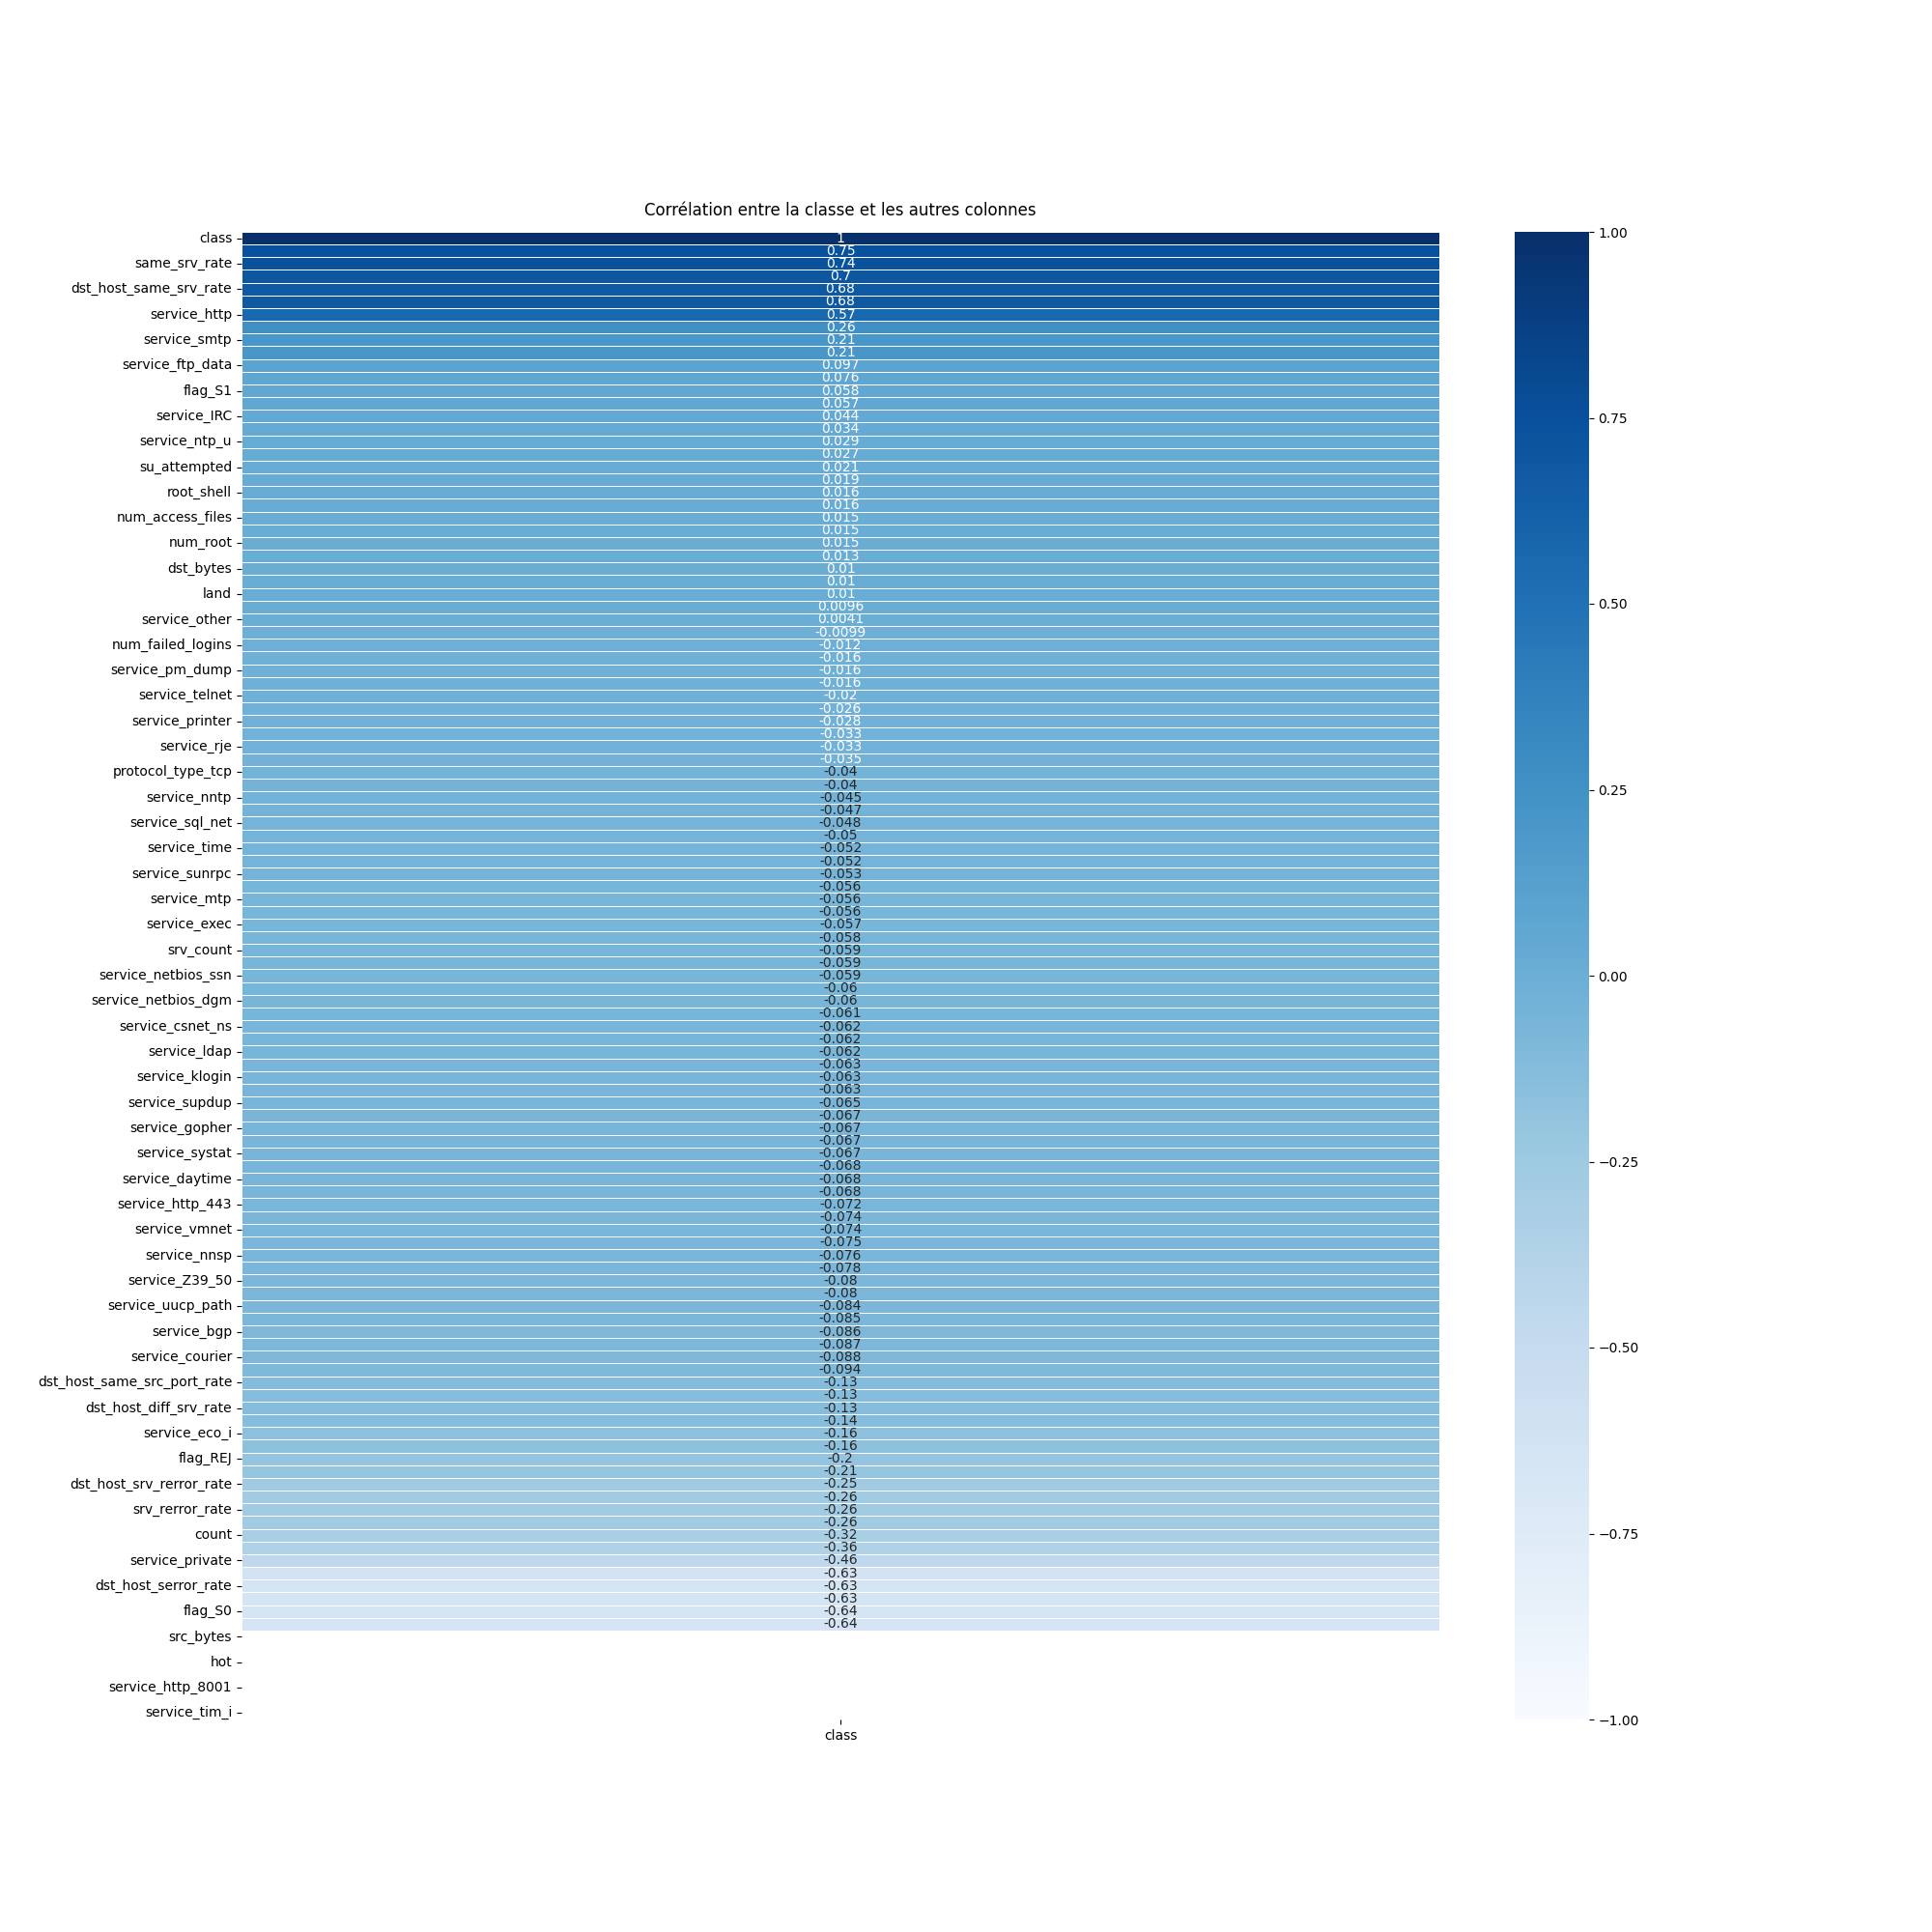 Corrélation entre la classe et les autres colonnes
class 1
0.75
same_srv_rate 0.74
0.7
dst_host_same_srv_rate 0.68
0.68
service_http 0.57
0.26
service_smtp 0.21
0.21
service_ftp_data 0.097
0.076
flag_S1 0.058
0.057
service_IRC 0.044
0.034
service_ntp_u 0.029
0.027
su_attempted 0.021
0.019
root_shell 0.016
0.016
num_access_files 0.015
0.015
num_root 0.015
0.013
dst_bytes 0.01
0.01
land 0.01
0.0096
service_other 0.0041
-0.0099
num_failed_logins -0.012
-0.016
service_pm_dump -0.016
-0.016
service_telnet -0.02
-0.026
service_printer -0.028
-0.033
service_rje -0.033
-0.035
protocol_type_tcp -0.04
-0.04
service_nntp -0.045
-0.047
service_sql_net -0.048
-0.05
service_time -0.052
-0.052
service_sunrpc -0.053
-0.056
service_mtp -0.056
-0.056
service_exec -0.057
-0.058
srv_count -0.059
-0.059
service_netbios_ssn -0.059
-0.06
service_netbios_dgm -0.06
-0.061
service_csnet_ns -0.062
-0.062
service_ldap -0.062
-0.063
service_klogin -0.063
-0.063
service_supdup -0.065
-0.067
service_gopher -0.067
-0.067
service_systat -0.067
-0.068
service_daytime -0.068
-0.068
service_http_443 -0.072
-0.074
service_vmnet -0.074
-0.075
service_nnsp -0.076
-0.078
service_Z39_50 -0.08
-0.08
service_uucp_path -0.084
-0.085
service_bgp -0.086
-0.087
service_courier -0.088
-0.094
dst_host_same_src_port_rate -0.13
-0.13
dst_host_diff_srv_rate -0.13
-0.14
service_eco_i -0.16
-0.16
flag_REJ -0.2
-0.21
dst_host_srv_rerror_rate -0.25
-0.26
srv_rerror_rate -0.26
-0.26
count -0.32
-0.36
service_private -0.46
-0.63
dst_host_serror_rate -0.63
-0.63
flag_S0 -0.64
-0.64
src_bytes
hot
service_http_8001
service_tim_i
class
1.00
0.75
0.50
0.25
0.00
−0.25
−0.50
−0.75
−1.00